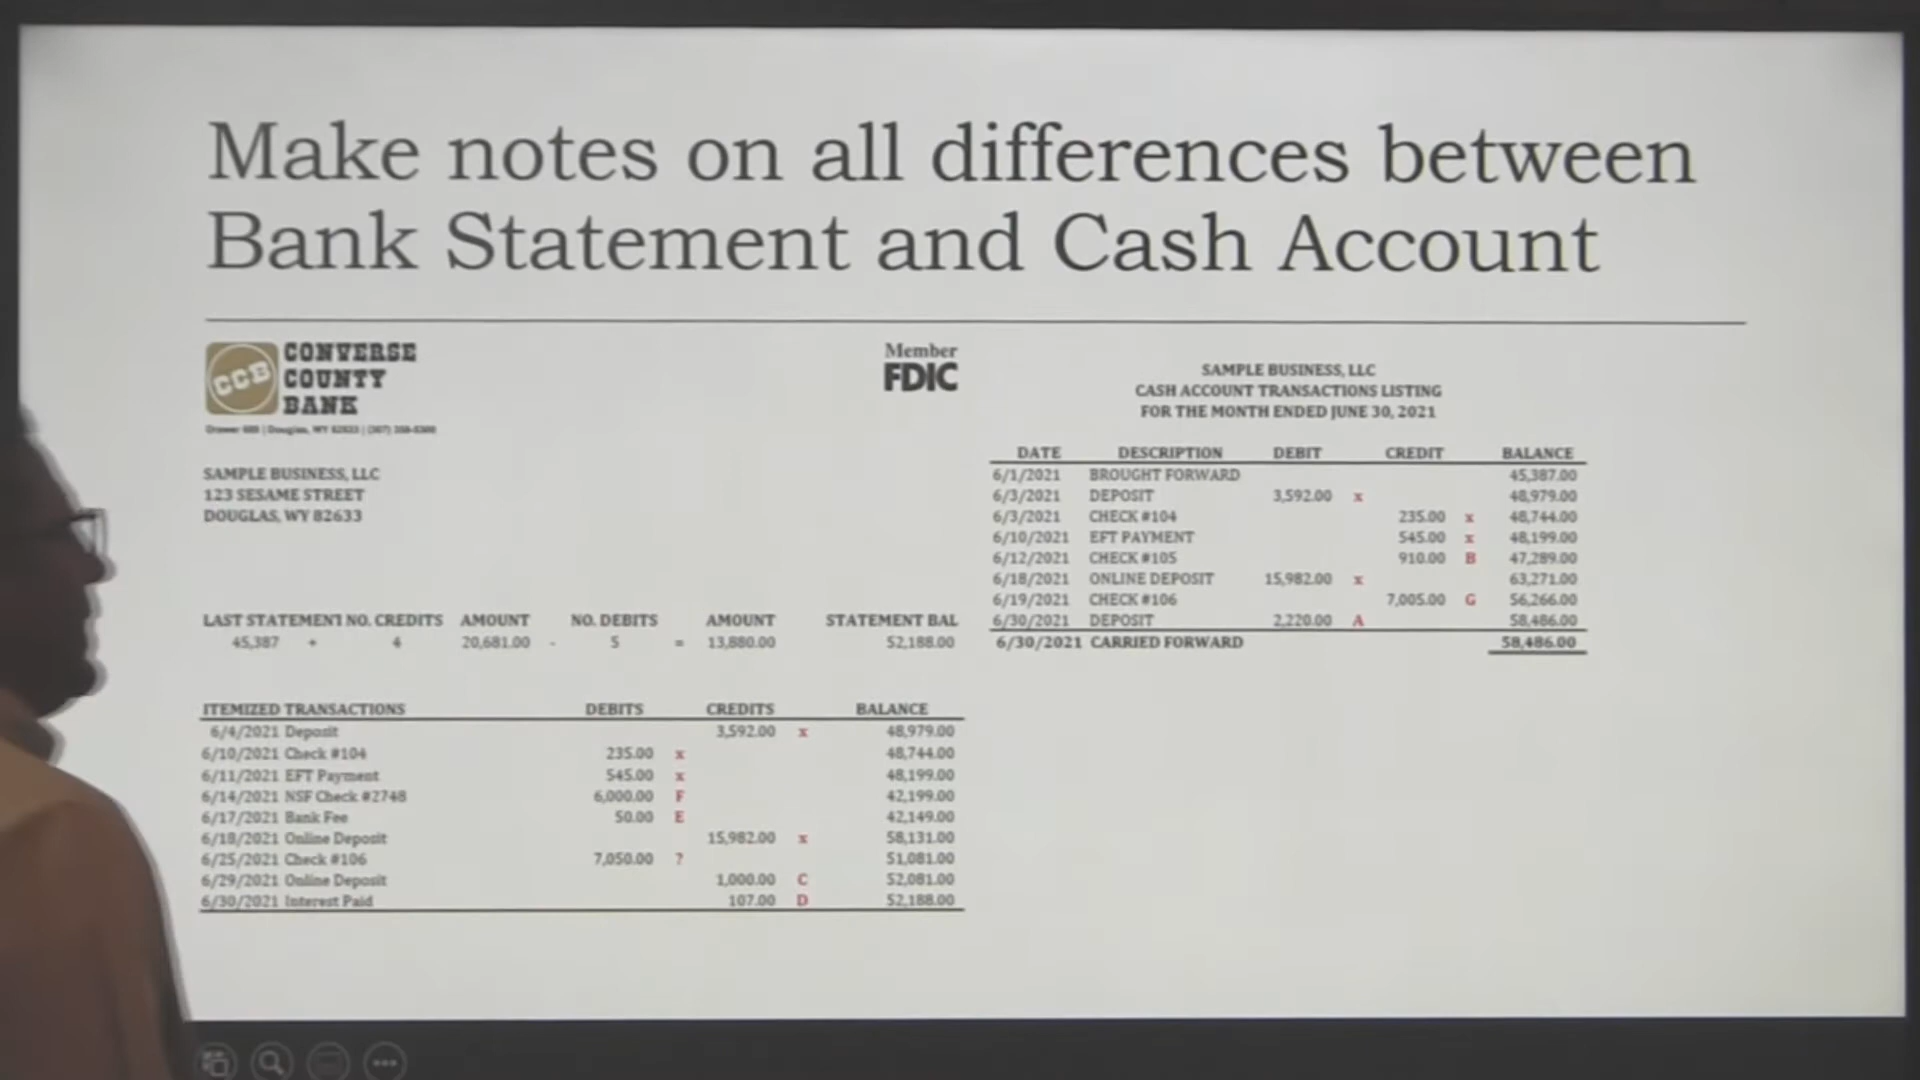 Make notes on all differences between
Bank Statement and Cash Account
CCB
CONVERSE
COUNTY
BANK
Member
FDIC
SAMPLE BUSINESS, LLC
123 SESAME STREET
DOUGLAS, WY 82633
LAST STATEMENT NO. CREDITS AMOUNT NO. DEBITS AMOUNT STATEMENT BAL
45,387 + 4 20,681.00 - 5 = 13,880.00 52,188.00
ITEMIZED TRANSACTIONS DEBITS CREDITS BALANCE
6/4/2021 Deposit 3,592.00 x 48,979.00
6/10/2021 Check #104 235.00 x 48,744.00
6/11/2021 EFT Payment 545.00 x 48,199.00
6/14/2021 NSF Check #2748 6,000.00 F 42,199.00
6/17/2021 Bank Fee 50.00 E 42,149.00
6/18/2021 Online Deposit 15,982.00 x 58,131.00
6/25/2021 Check #106 7,050.00 ? 51,081.00
6/29/2021 Online Deposit 1,000.00 C 52,081.00
6/30/2021 Interest Paid 107.00 D 52,188.00
SAMPLE BUSINESS, LLC
CASH ACCOUNT TRANSACTIONS LISTING
FOR THE MONTH ENDED JUNE 30, 2021
DATE DESCRIPTION DEBIT CREDIT BALANCE
6/1/2021 BROUGHT FORWARD 45,387.00
6/3/2021 DEPOSIT 3,592.00 x 48,979.00
6/3/2021 CHECK #104 235.00 x 48,744.00
6/10/2021 EFT PAYMENT 545.00 x 48,199.00
6/12/2021 CHECK #105 910.00 B 47,289.00
6/18/2021 ONLINE DEPOSIT 15,982.00 x 63,271.00
6/19/2021 CHECK #106 7,005.00 G 56,266.00
6/30/2021 DEPOSIT 2,220.00 A 58,486.00
6/30/2021 CARRIED FORWARD 58,486.00